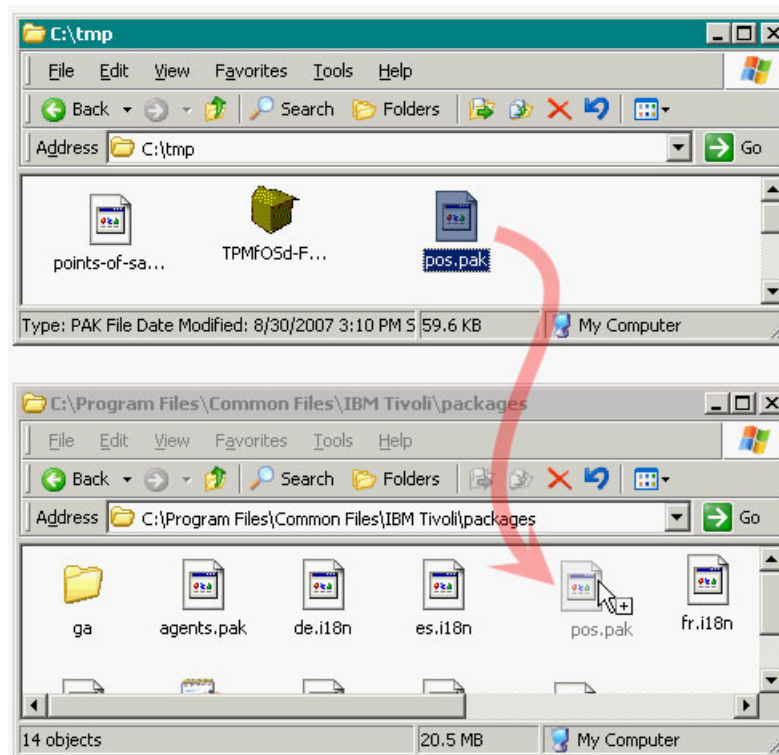 C:\tmp
File Edit View Favorites Tools Help
Back Search Folders
Address C:\tmp Go
points-of-sa... TPMfOSd-F... pos.pak
Type: PAK File Date Modified: 8/30/2007 3:10 PM S 59.6 KB My Computer
C:\Program Files\Common Files\IBM Tivoli\packages
File Edit View Favorites Tools Help
Back Search Folders
Address C:\Program Files\Common Files\IBM Tivoli\packages Go
ga agents.pak de.i18n es.i18n pos.pak fr.i18n
14 objects 20.5 MB My Computer